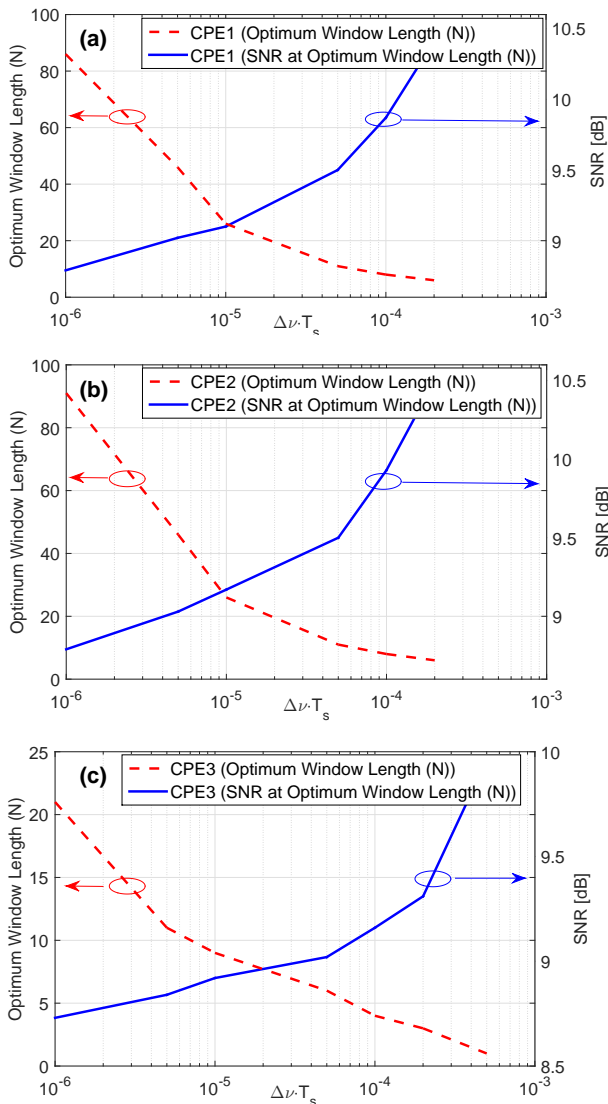 (a)
CPE1 (Optimum Window Length (N))
CPE1 (SNR at Optimum Window Length (N))
Optimum Window Length (N)
100
80
60
40
20
0
10.5
10
9.5
9
SNR [dB]
10^-6
10^-5
10^-4
10^-3
Δν·T_s
(b)
CPE2 (Optimum Window Length (N))
CPE2 (SNR at Optimum Window Length (N))
Optimum Window Length (N)
100
80
60
40
20
0
10.5
10
9.5
9
SNR [dB]
10^-6
10^-5
10^-4
10^-3
Δν·T_s
(c)
CPE3 (Optimum Window Length (N))
CPE3 (SNR at Optimum Window Length (N))
Optimum Window Length (N)
25
20
15
10
5
0
10
9.5
9
8.5
SNR [dB]
10^-6
10^-5
10^-4
10^-3
Δν·T_s